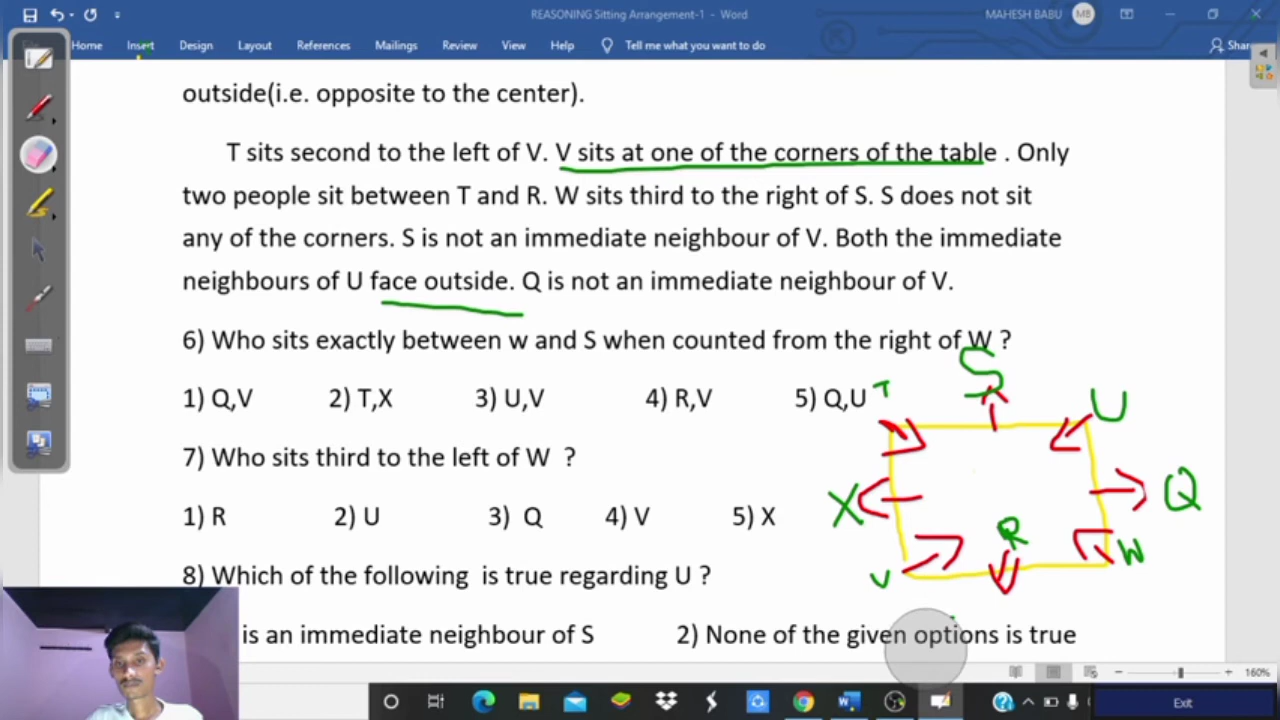 REASONING Sitting Arrangement-1 - Word
MAHESH BABU MB
Home Insert Design Layout References Mailings Review View Help Tell me what you want to do Shar
outside(i.e. opposite to the center).
T sits second to the left of V. V sits at one of the corners of the table . Only
two people sit between T and R. W sits third to the right of S. S does not sit
any of the corners. S is not an immediate neighbour of V. Both the immediate
neighbours of U face outside. Q is not an immediate neighbour of V.
6) Who sits exactly between w and S when counted from the right of W ?
1) Q,V 2) T,X 3) U,V 4) R,V 5) Q,U
T S U
7) Who sits third to the left of W ?
X Q
1) R 2) U 3) Q 4) V 5) X
R W
8) Which of the following is true regarding U ?
V
is an immediate neighbour of S 2) None of the given options is true
160%
Exit